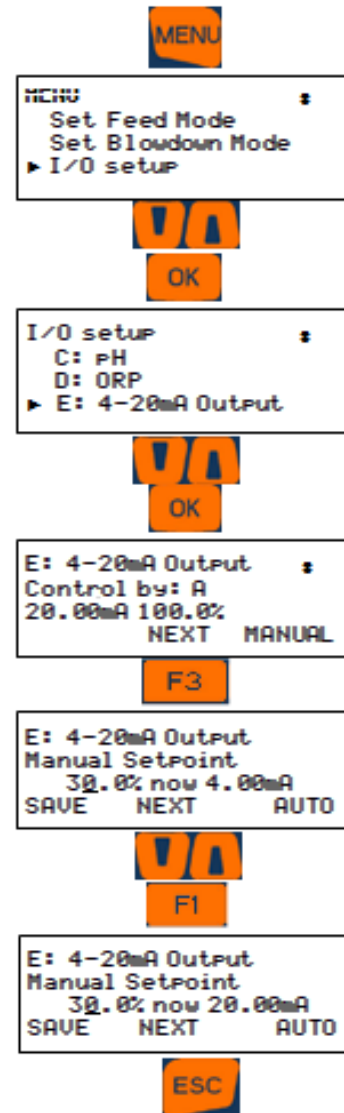 MENU
MENU
Set Feed Mode
Set Blowdown Mode
I/O setup
OK
I/O setup
C: pH
D: ORP
E: 4-20mA Output
OK
E: 4-20mA Output
Control by: A
20.00mA 100.0%
NEXT MANUAL
F3
E: 4-20mA Output
Manual Setpoint
30.0% now 4.00mA
SAVE NEXT AUTO
F1
E: 4-20mA Output
Manual Setpoint
30.0% now 20.00mA
SAVE NEXT AUTO
ESC